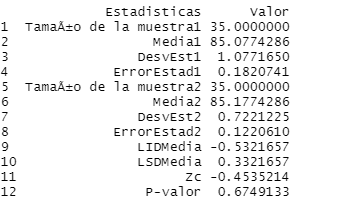 Estadisticas Valor
1 TamaÃ±o de la muestra1 35.0000000
2 Media1 85.0774286
3 DesvEst1 1.0771650
4 ErrorEstad1 0.1820741
5 TamaÃ±o de la muestra2 35.0000000
6 Media2 85.1774286
7 DesvEst2 0.7221225
8 ErrorEstad2 0.1220610
9 LIDMedia -0.5321657
10 LSDMedia 0.3321657
11 Zc -0.4535214
12 P-valor 0.6749133